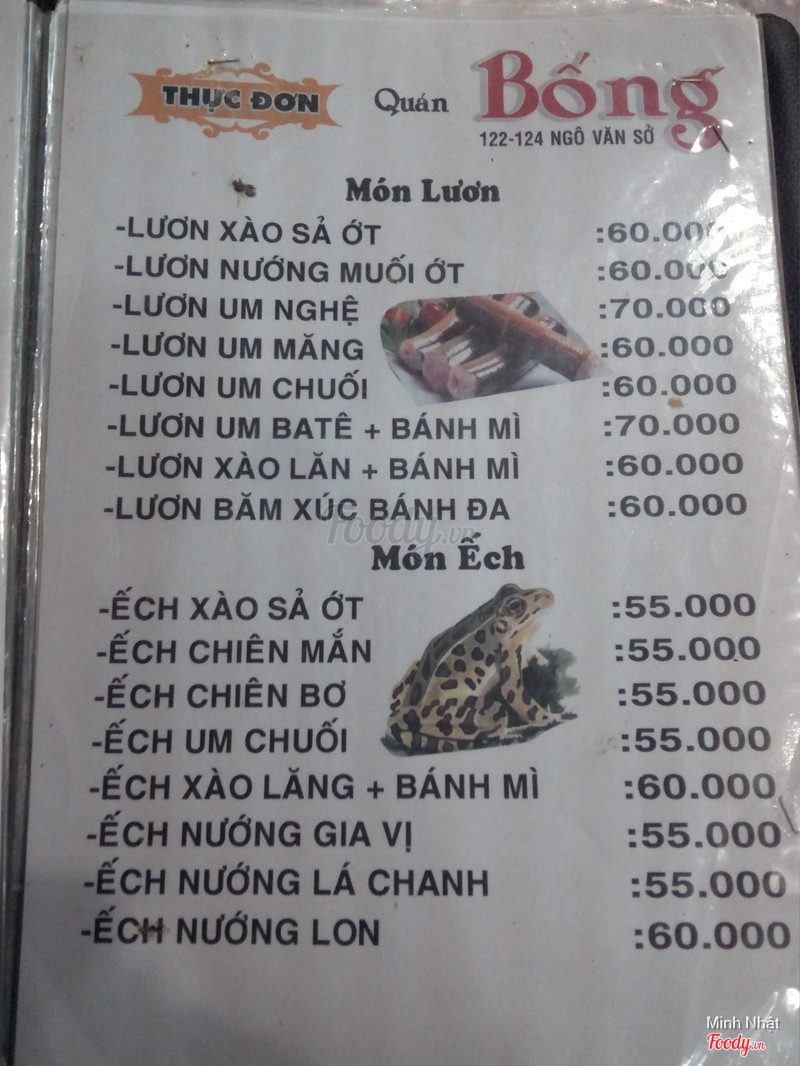 THỰC ĐƠN Quán Bống
122-124 NGÔ VĂN SỞ
Món Lươn
-LƯƠN XÀO SẢ ỚT :60.000
-LƯƠN NƯỚNG MUỐI ỚT :60.000
-LƯƠN UM NGHỆ :70.000
-LƯƠN UM MĂNG :60.000
-LƯƠN UM CHUỐI :60.000
-LƯƠN UM BATÊ + BÁNH MÌ :70.000
-LƯƠN XÀO LĂN + BÁNH MÌ :60.000
-LƯƠN BĂM XÚC BÁNH ĐA :60.000
Foody.vn
Món Ếch
-ẾCH XÀO SẢ ỚT :55.000
-ẾCH CHIÊN MẮN :55.000
-ẾCH CHIÊN BƠ :55.000
-ẾCH UM CHUỐI :55.000
-ẾCH XÀO LĂNG + BÁNH MÌ :60.000
-ẾCH NƯỚNG GIA VỊ :55.000
-ẾCH NƯỚNG LÁ CHANH :55.000
-ẾCH NƯỚNG LON :60.000
Minh Nhật
Foody.vn